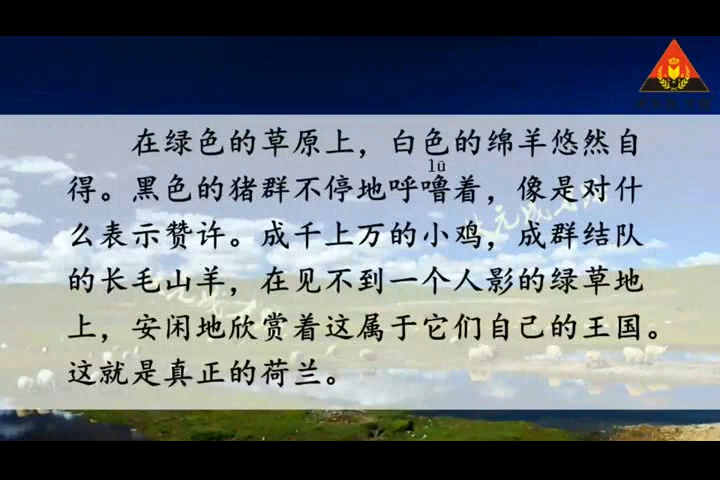 在绿色的草原上，白色的绵羊悠然自
lū
得。黑色的猪群不停地呼噜着，像是对什
么表示赞许。成千上万的小鸡，成群结队
的长毛山羊，在见不到一个人影的绿草地
上，安闲地欣赏着这属于它们自己的王国。
这就是真正的荷兰。